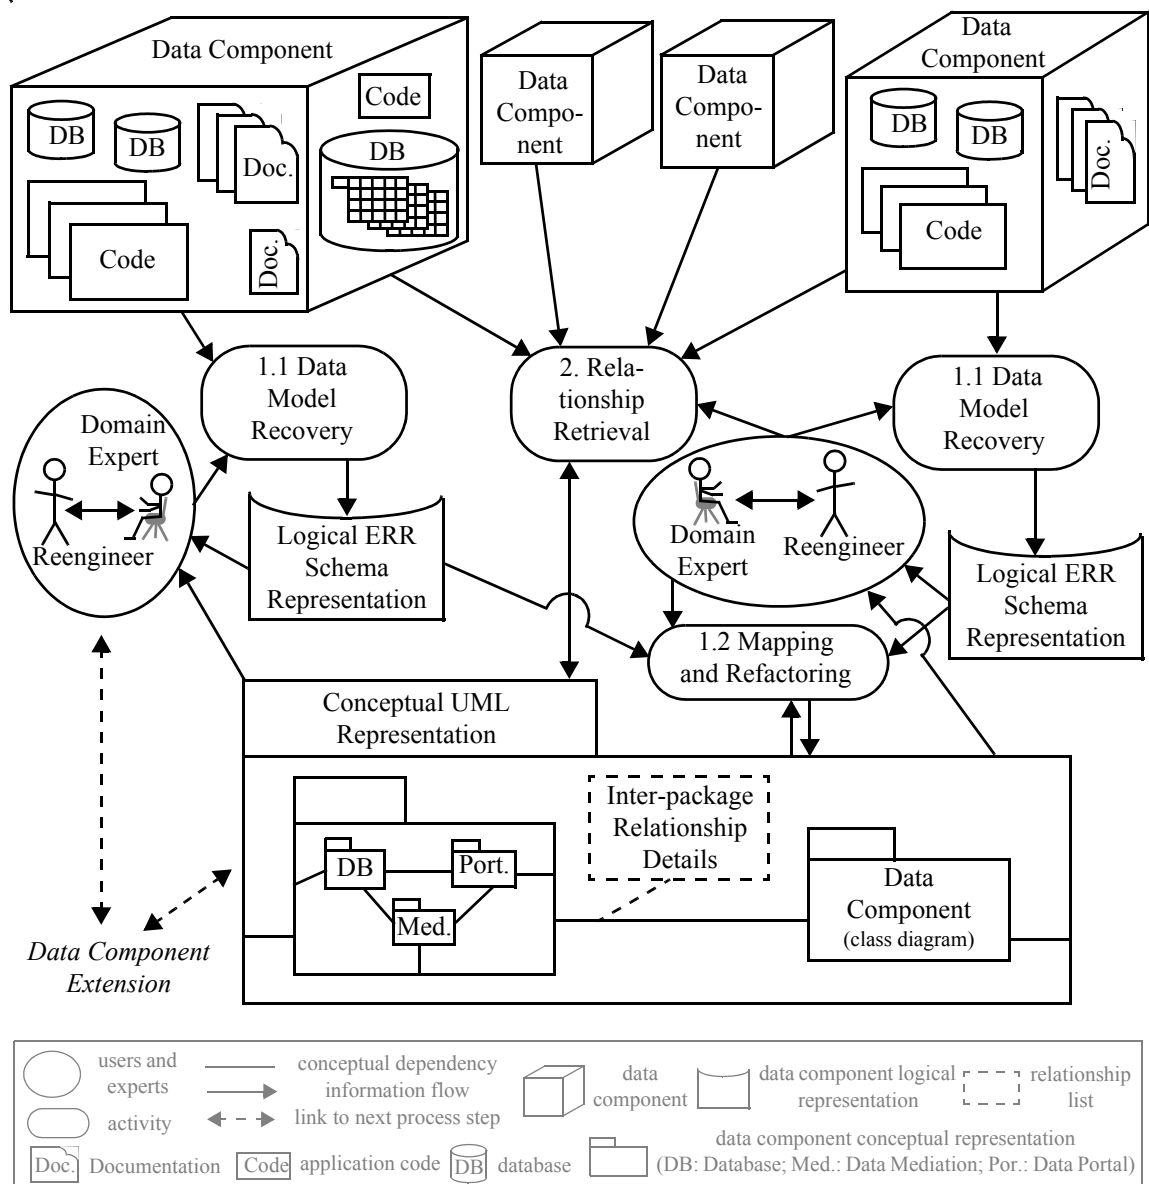 Data Component
DB
DB
Doc.
Code
Doc.
Code
DB
Data
Compo-
nent
Data
Compo-
nent
Data
Component
DB
DB
Doc.
Code
1.1 Data
Model
Recovery
2. Rela-
tionship
Retrieval
1.1 Data
Model
Recovery
Domain
Expert
Reengineer
Logical ERR
Schema
Representation
Domain
Expert
Reengineer
Logical ERR
Schema
Representation
1.2 Mapping
and Refactoring
Conceptual UML
Representation
Inter-package
Relationship
Details
DB
Port.
Med.
Data
Component
(class diagram)
Data Component
Extension
users and
experts
conceptual dependency
information flow
link to next process step
data
component
data component logical
representation
relationship
list
activity
Doc.
Documentation
Code
application code
DB
database
data component conceptual representation
(DB: Database; Med.: Data Mediation; Por.: Data Portal)